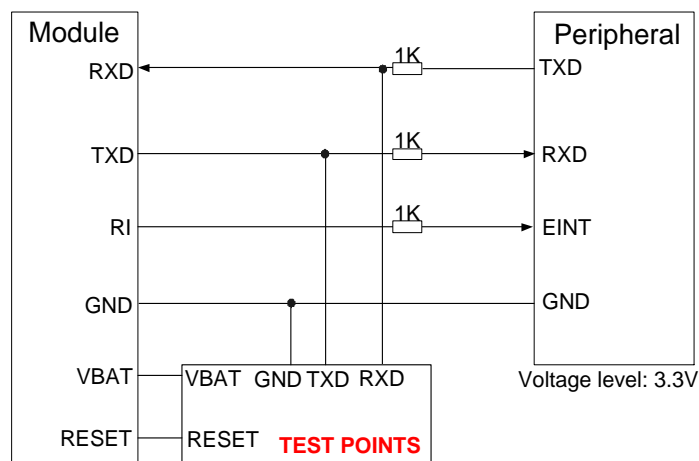 Module
Peripheral
RXD
1K
TXD
TXD
1K
RXD
RI
1K
EINT
GND
GND
VBAT
VBAT GND TXD RXD
Voltage level: 3.3V
RESET
RESET
TEST POINTS